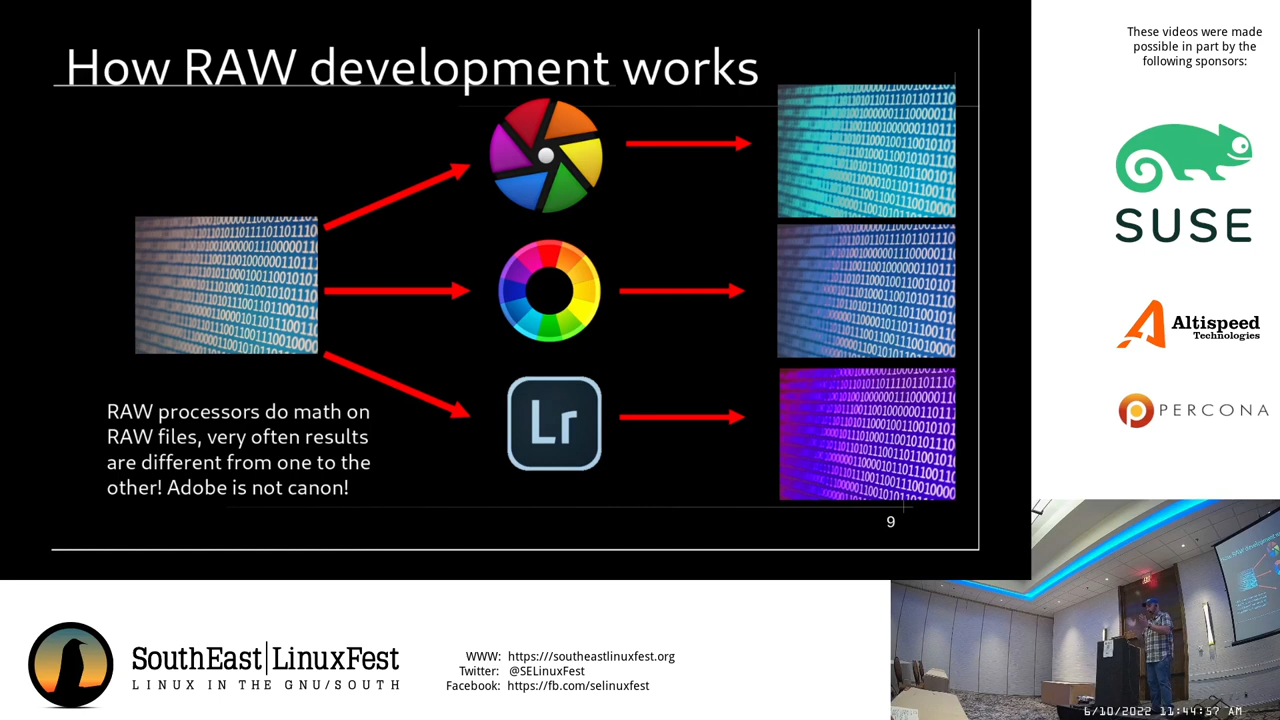 How RAW development works
RAW processors do math on
RAW files, very often results
are different from one to the
other! Adobe is not canon!
Lr
9
These videos were made
possible in part by the
following sponsors:
SUSE
Altispeed
Technologies
PERCONA
SouthEast LinuxFest
LINUX IN THE GNU/SOUTH
WWW: https:///southeastlinuxfest.org
Twitter: @SELinuxFest
Facebook: https://fb.com/selinuxfest
6/10/2022 11:44:57 AM